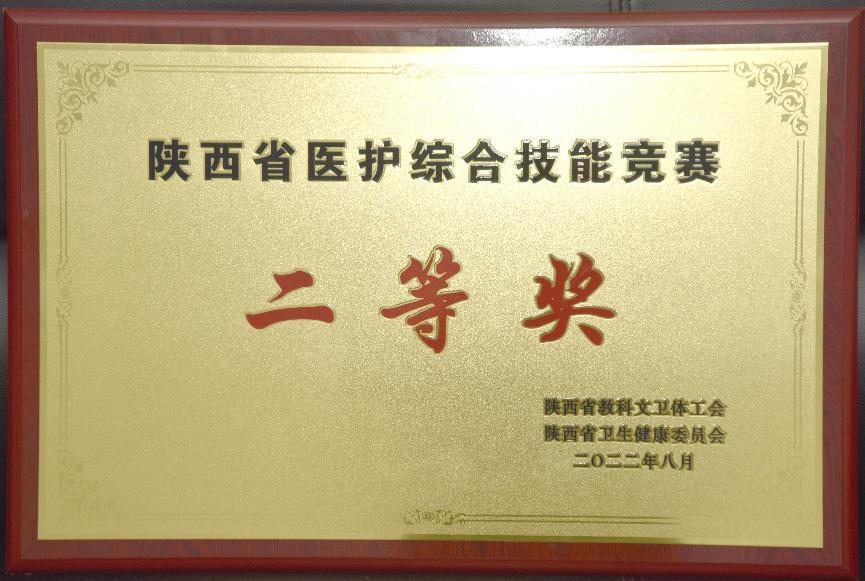 陕西省医护综合技能竞赛
二等奖
陕西省教科文卫体工会
陕西省卫生健康委员会
二〇二二年八月